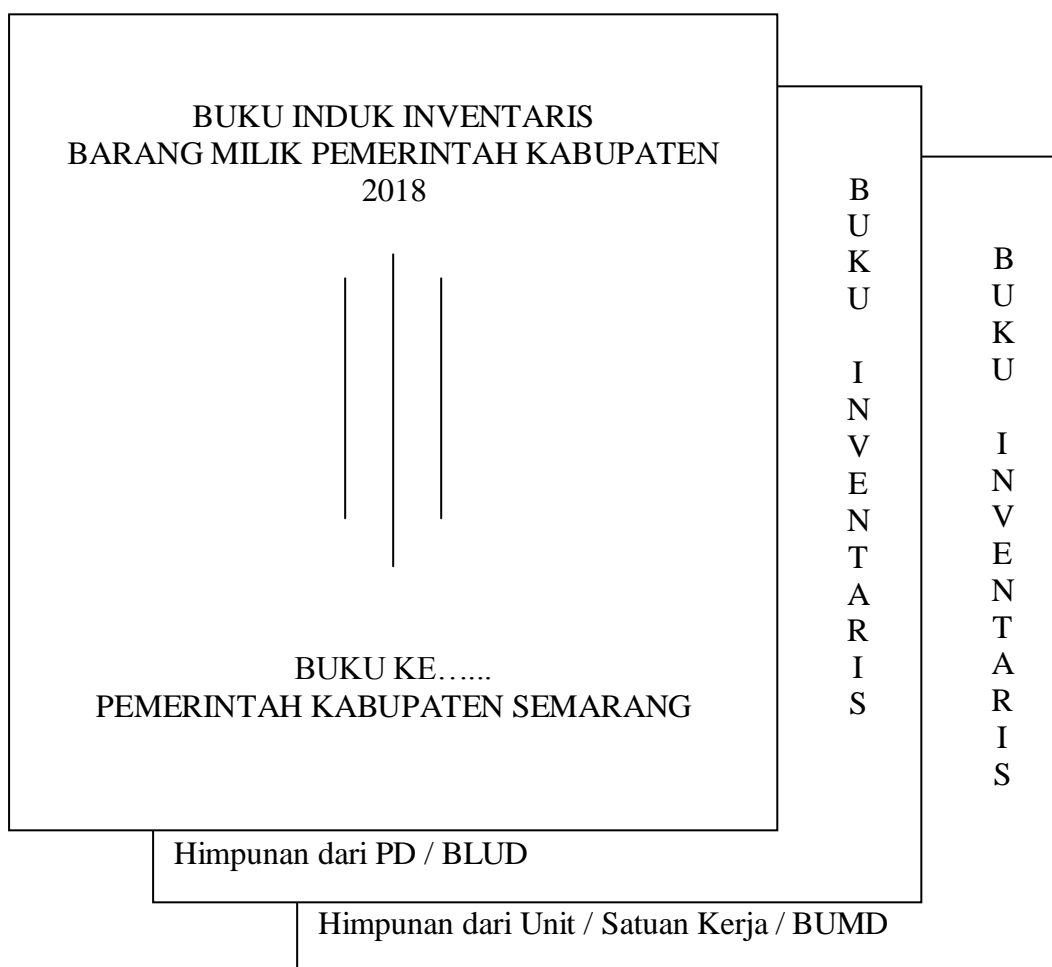 BUKU INDUK INVENTARIS
BARANG MILIK PEMERINTAH KABUPATEN
2018
BUKU KE…...
PEMERINTAH KABUPATEN SEMARANG
BUKU INVENTARIS
Himpunan dari PD / BLUD
BUKU INVENTARIS
Himpunan dari Unit / Satuan Kerja / BUMD